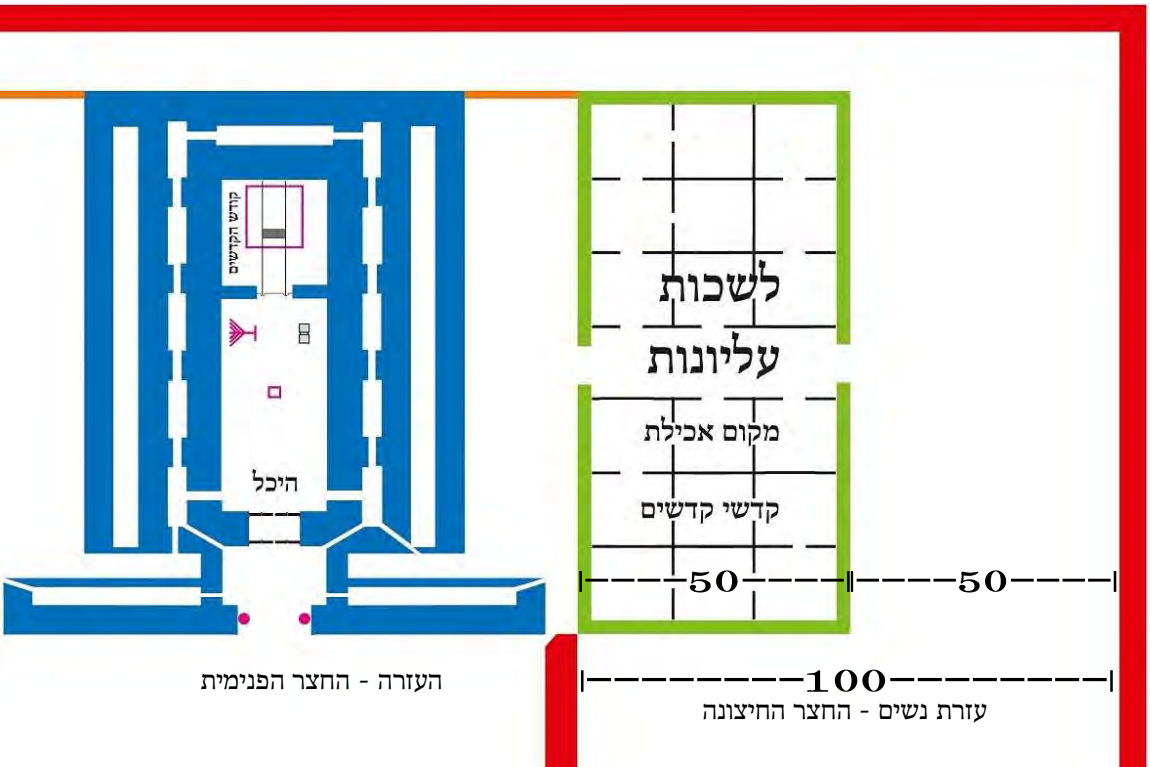 קודש הקדשים
היכל
לשכות
עליונות
מקום אכילת
קדשי קדשים
50
50
100
העזרה - החצר הפנימית
עזרת נשים - החצר החיצונה